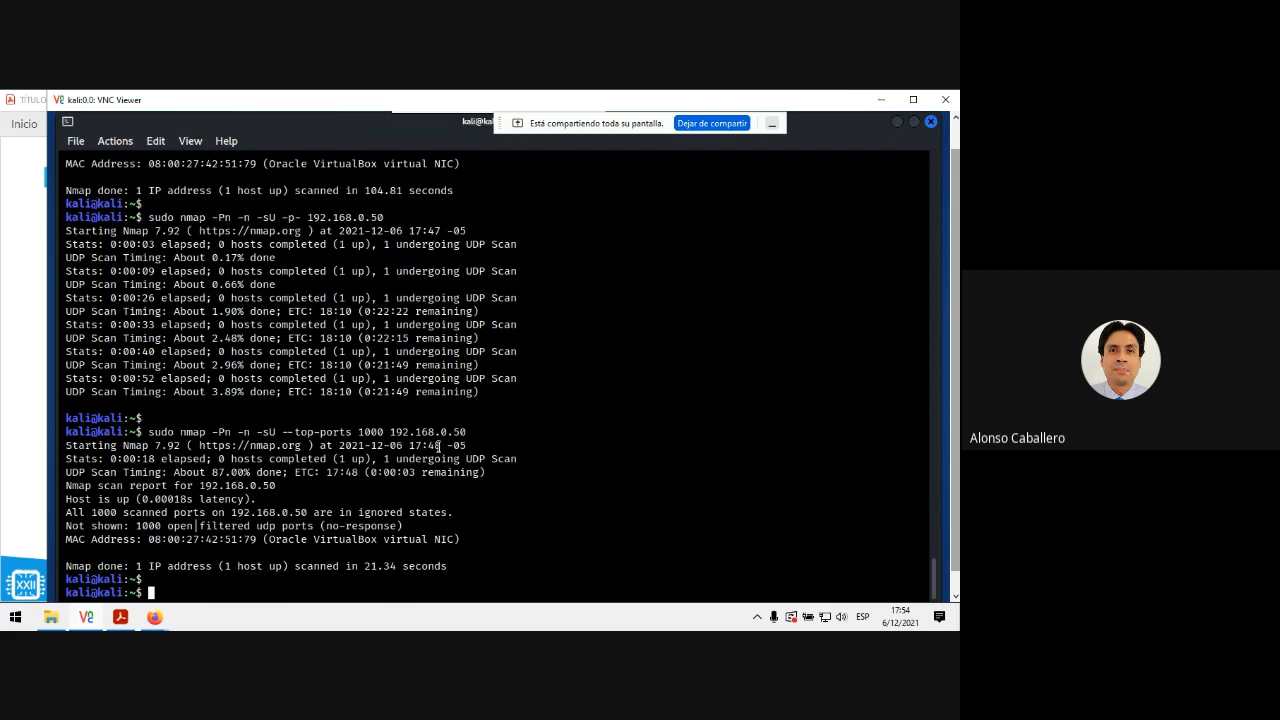 TÍTULO
kali:0.0: VNC Viewer
Inicio
kali@kal
Está compartiendo toda su pantalla.
Dejar de compartir
File Actions Edit View Help
MAC Address: 08:00:27:42:51:79 (Oracle VirtualBox virtual NIC)
Nmap done: 1 IP address (1 host up) scanned in 104.81 seconds
kali@kali:~$
kali@kali:~$ sudo nmap -Pn -n -sU -p- 192.168.0.50
Starting Nmap 7.92 ( https://nmap.org ) at 2021-12-06 17:47 -05
Stats: 0:00:03 elapsed; 0 hosts completed (1 up), 1 undergoing UDP Scan
UDP Scan Timing: About 0.17% done
Stats: 0:00:09 elapsed; 0 hosts completed (1 up), 1 undergoing UDP Scan
UDP Scan Timing: About 0.66% done
Stats: 0:00:26 elapsed; 0 hosts completed (1 up), 1 undergoing UDP Scan
UDP Scan Timing: About 1.90% done; ETC: 18:10 (0:22:22 remaining)
Stats: 0:00:33 elapsed; 0 hosts completed (1 up), 1 undergoing UDP Scan
UDP Scan Timing: About 2.48% done; ETC: 18:10 (0:22:15 remaining)
Stats: 0:00:40 elapsed; 0 hosts completed (1 up), 1 undergoing UDP Scan
UDP Scan Timing: About 2.96% done; ETC: 18:10 (0:21:49 remaining)
Stats: 0:00:52 elapsed; 0 hosts completed (1 up), 1 undergoing UDP Scan
UDP Scan Timing: About 3.89% done; ETC: 18:10 (0:21:49 remaining)
kali@kali:~$
kali@kali:~$ sudo nmap -Pn -n -sU --top-ports 1000 192.168.0.50
Starting Nmap 7.92 ( https://nmap.org ) at 2021-12-06 17:48 -05
Stats: 0:00:18 elapsed; 0 hosts completed (1 up), 1 undergoing UDP Scan
UDP Scan Timing: About 87.00% done; ETC: 17:48 (0:00:03 remaining)
Nmap scan report for 192.168.0.50
Host is up (0.00018s latency).
All 1000 scanned ports on 192.168.0.50 are in ignored states.
Not shown: 1000 open|filtered udp ports (no-response)
MAC Address: 08:00:27:42:51:79 (Oracle VirtualBox virtual NIC)
Nmap done: 1 IP address (1 host up) scanned in 21.34 seconds
kali@kali:~$
kali@kali:~$
XXII
ESP
17:54
6/12/2021
Alonso Caballero